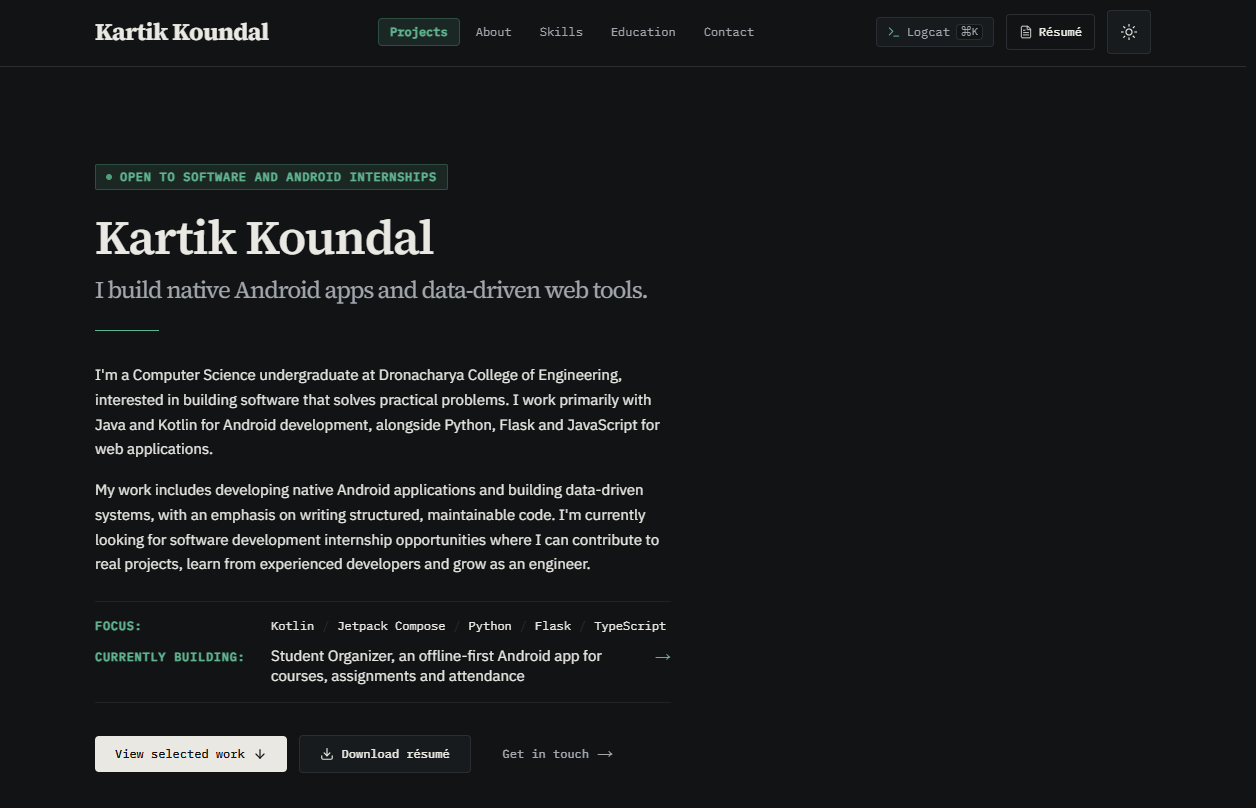 Kartik Koundal
Projects About Skills Education Contact
Logcat ⌘K Résumé
OPEN TO SOFTWARE AND ANDROID INTERNSHIPS
Kartik Koundal
I build native Android apps and data-driven web tools.
I'm a Computer Science undergraduate at Dronacharya College of Engineering,
interested in building software that solves practical problems. I work primarily with
Java and Kotlin for Android development, alongside Python, Flask and JavaScript for
web applications.
My work includes developing native Android applications and building data-driven
systems, with an emphasis on writing structured, maintainable code. I'm currently
looking for software development internship opportunities where I can contribute to
real projects, learn from experienced developers and grow as an engineer.
FOCUS: Kotlin / Jetpack Compose / Python / Flask / TypeScript
CURRENTLY BUILDING: Student Organizer, an offline-first Android app for →
courses, assignments and attendance
View selected work ↓ Download résumé Get in touch →